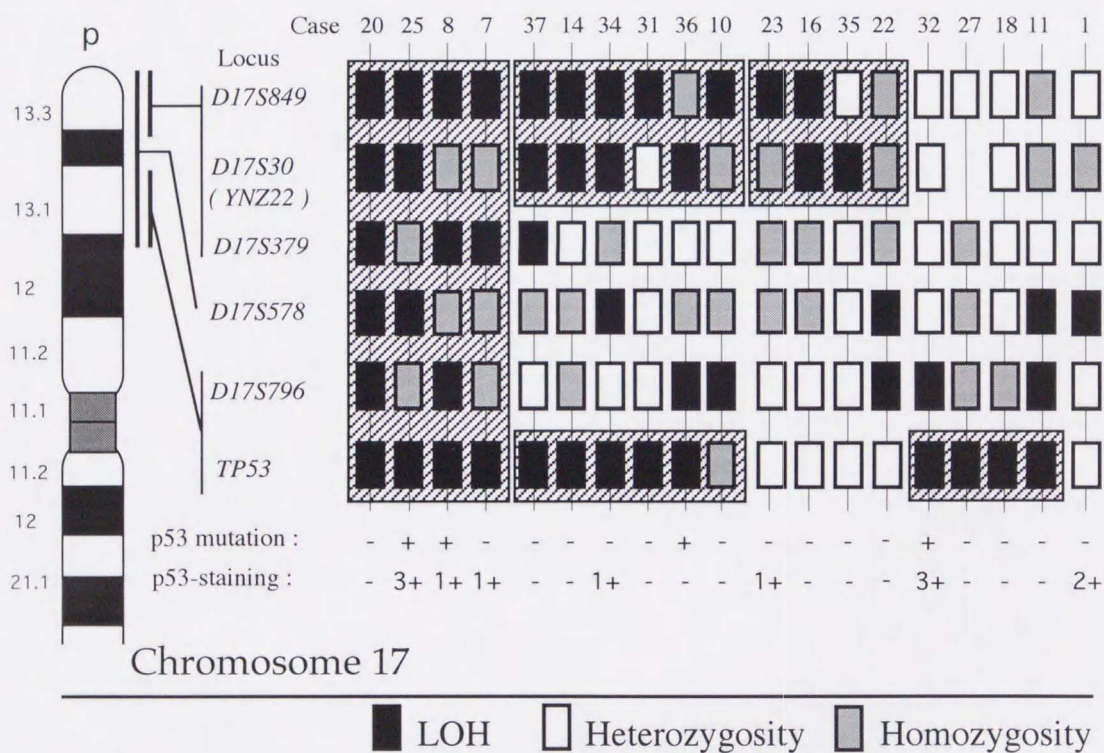 Case 20 25 8 7 37 14 34 31 36 10 23 16 35 22 32 27 18 11 1
p
Locus
13.3
D17S849
D17S30
( YNZ22 )
13.1
D17S379
12
D17S578
11.2
D17S796
11.1
11.2
TP53
12
p53 mutation : - + + - - - - - + - - - - - + - - - -
21.1
p53-staining : - 3+ 1+ 1+ - - 1+ - - - 1+ - - - 3+ - - - 2+
Chromosome 17
LOH Heterozygosity Homozygosity